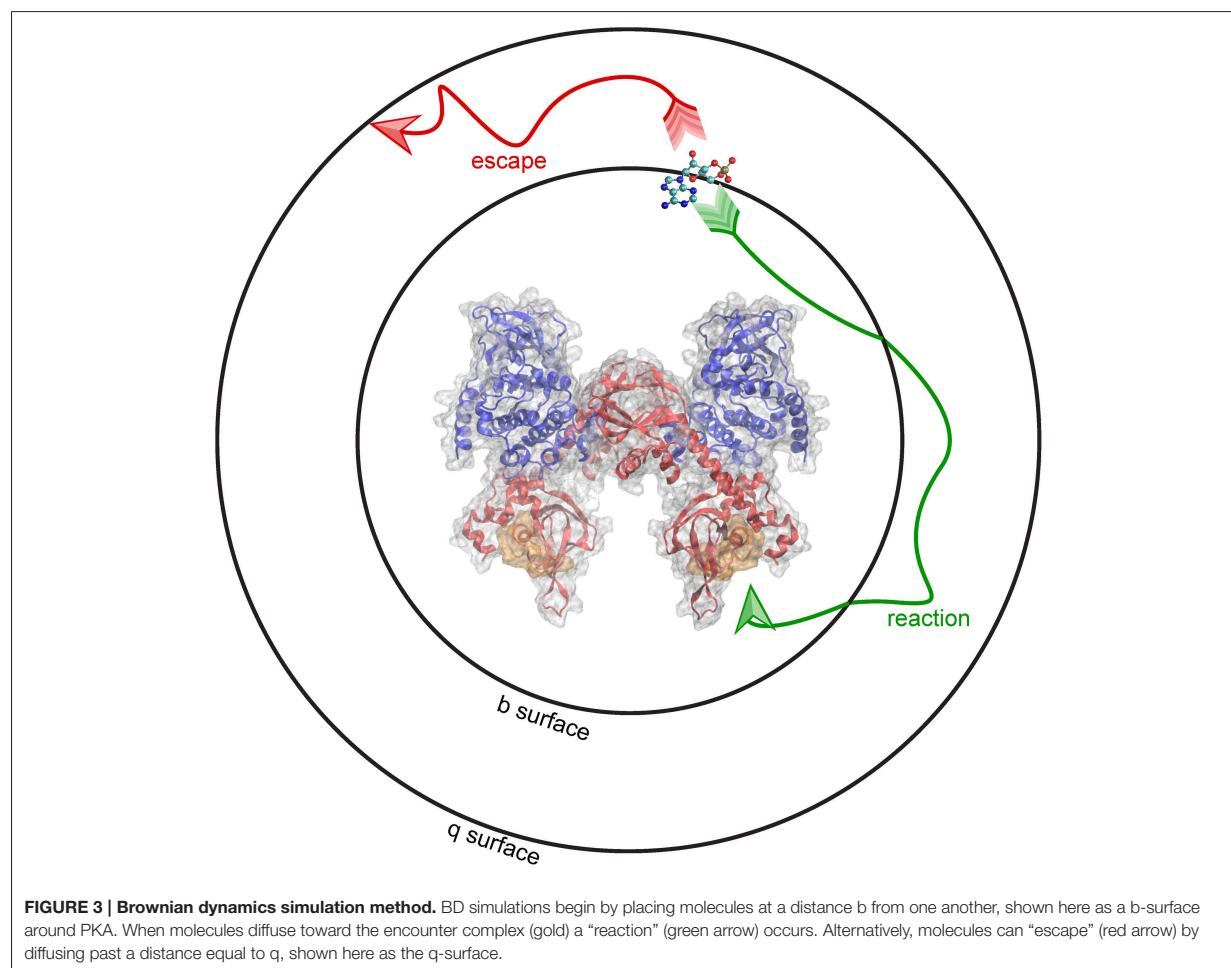 escape
reaction
b surface
q surface
FIGURE 3 | Brownian dynamics simulation method. BD simulations begin by placing molecules at a distance b from one another, shown here as a b-surface
around PKA. When molecules diffuse toward the encounter complex (gold) a “reaction” (green arrow) occurs. Alternatively, molecules can “escape” (red arrow) by
diffusing past a distance equal to q, shown here as the q-surface.